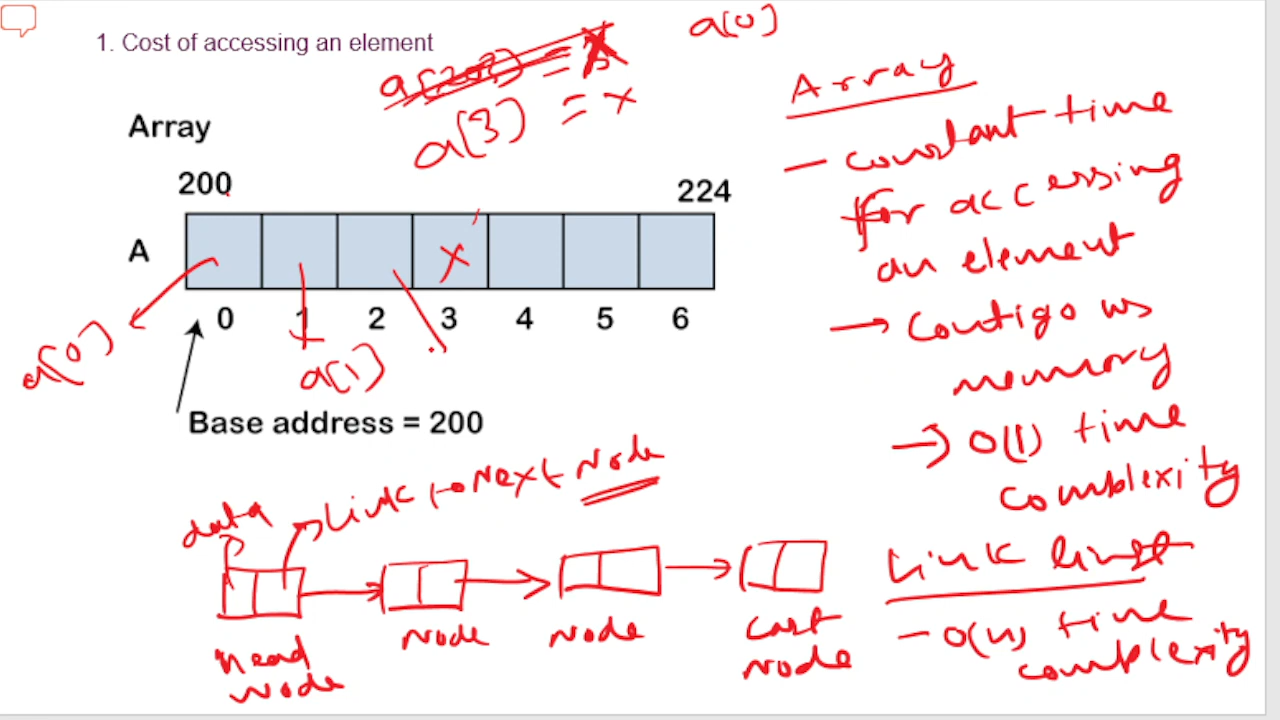 1. Cost of accessing an element
a[0]
a[3] = x
Array
200
224
A
x
0 1 2 3 4 5 6
a[0]
a[1]
Base address = 200
data
Link to Next Node
Head Node
Node
Node
Last Node
Array
- constant time
for accessing
an element
→ Contiguous
memory
→ O(1) time
complexity
Link list
- O(n) time
complexity